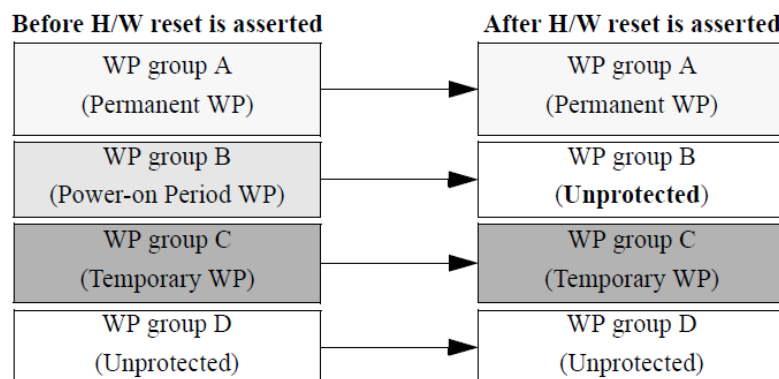 Before H/W reset is asserted
After H/W reset is asserted
WP group A
(Permanent WP)
WP group A
(Permanent WP)
WP group B
(Power-on Period WP)
WP group B
(Unprotected)
WP group C
(Temporary WP)
WP group C
(Temporary WP)
WP group D
(Unprotected)
WP group D
(Unprotected)